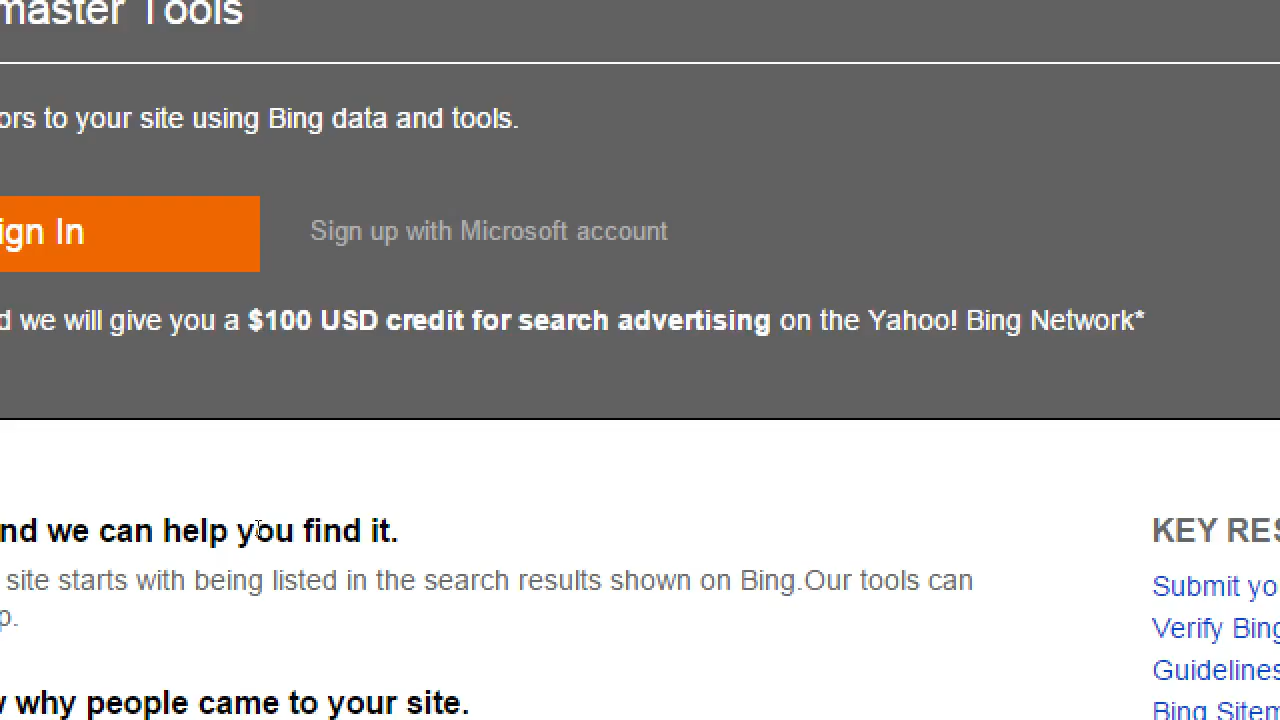 master Tools
ors to your site using Bing data and tools.
ign In
Sign up with Microsoft account
d we will give you a $100 USD credit for search advertising on the Yahoo! Bing Network*
nd we can help you find it.
KEY RES
site starts with being listed in the search results shown on Bing.Our tools can
Submit yo
p.
Verify Bing
Guidelines
w why people came to your site.
Bing Sitem